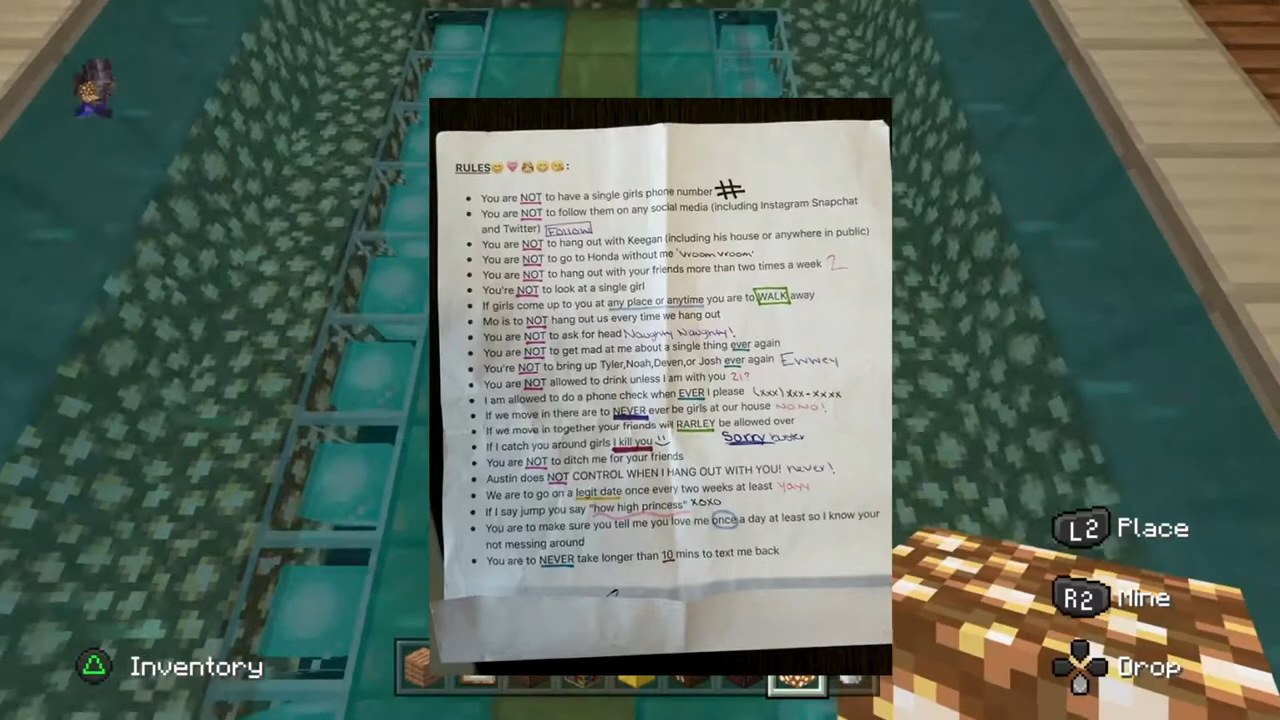 RULES😊💗👸😀😘:
You are NOT to have a single girls phone number #
You are NOT to follow them on any social media (including Instagram Snapchat
and Twitter) Follow
You are NOT to hang out with Keegan (including his house or anywhere in public)
You are NOT to go to Honda without me 'vroomvroom'
You are NOT to hang out with your friends more than two times a week 2
You're NOT to look at a single girl
If girls come up to you at any place or anytime you are to WALK away
Mo is to NOT hang out us every time we hang out
You are NOT to ask for head Naughty Naughty!
You are NOT to get mad at me about a single thing ever again
You're NOT to bring up Tyler,Noah,Deven,or Josh ever again Ewwey
You are NOT allowed to drink unless I am with you 21?
I am allowed to do a phone check when EVER I please (xxx)xxx-xxxx
If we move in there are to NEVER ever be girls at our house NONO!
If we move in together your friends will RARLEY be allowed over
If I catch you around girls I kill you :) Sorry buster
You are NOT to ditch me for your friends
Austin does NOT CONTROL WHEN I HANG OUT WITH YOU! never!
We are to go on a legit date once every two weeks at least Yayy
If I say jump you say "how high princess" xoxo
You are to make sure you tell me you love me once a day at least so I know your
not messing around
You are to NEVER take longer than 10 mins to text me back
L2 Place
R2 Mine
Inventory
Drop